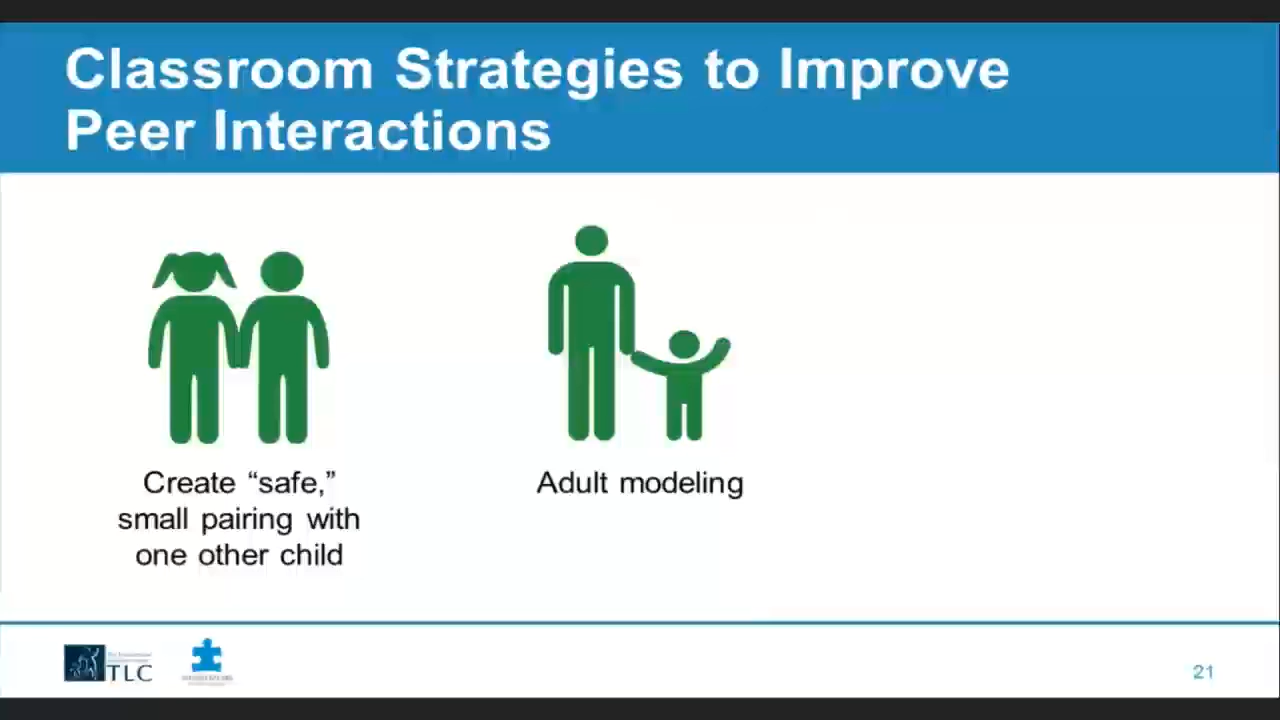 Classroom Strategies to Improve
Peer Interactions
Create “safe,”
small pairing with
one other child
Adult modeling
TLC
21